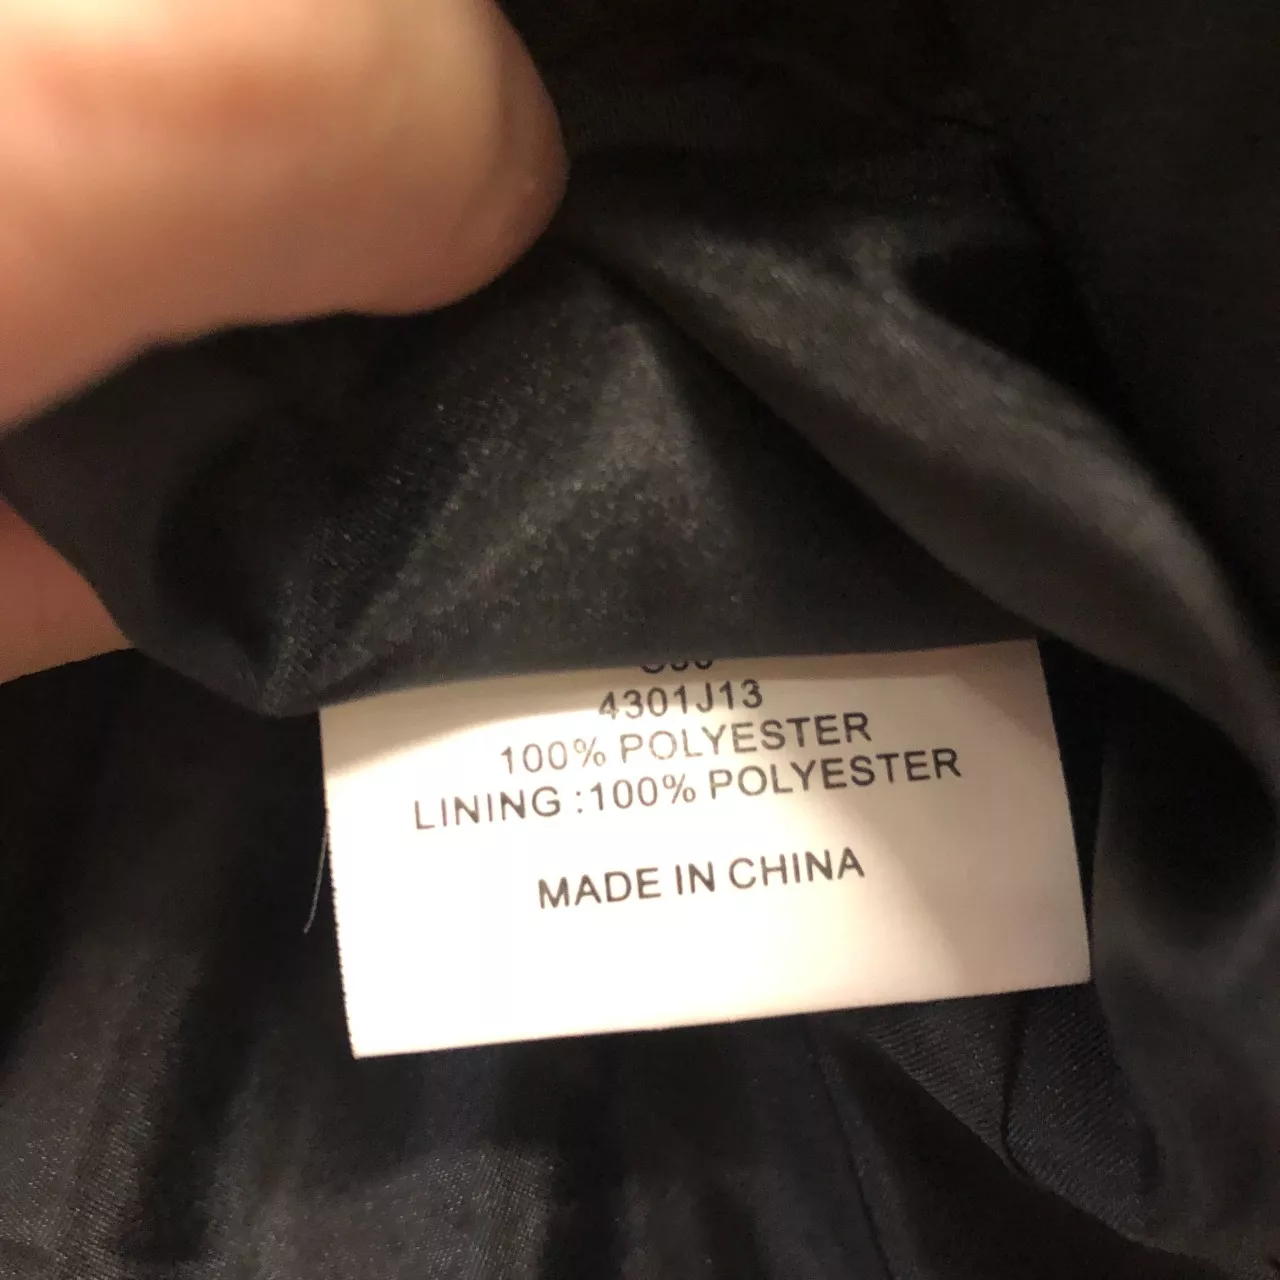 4301J13
100% POLYESTER
LINING :100% POLYESTER
MADE IN CHINA